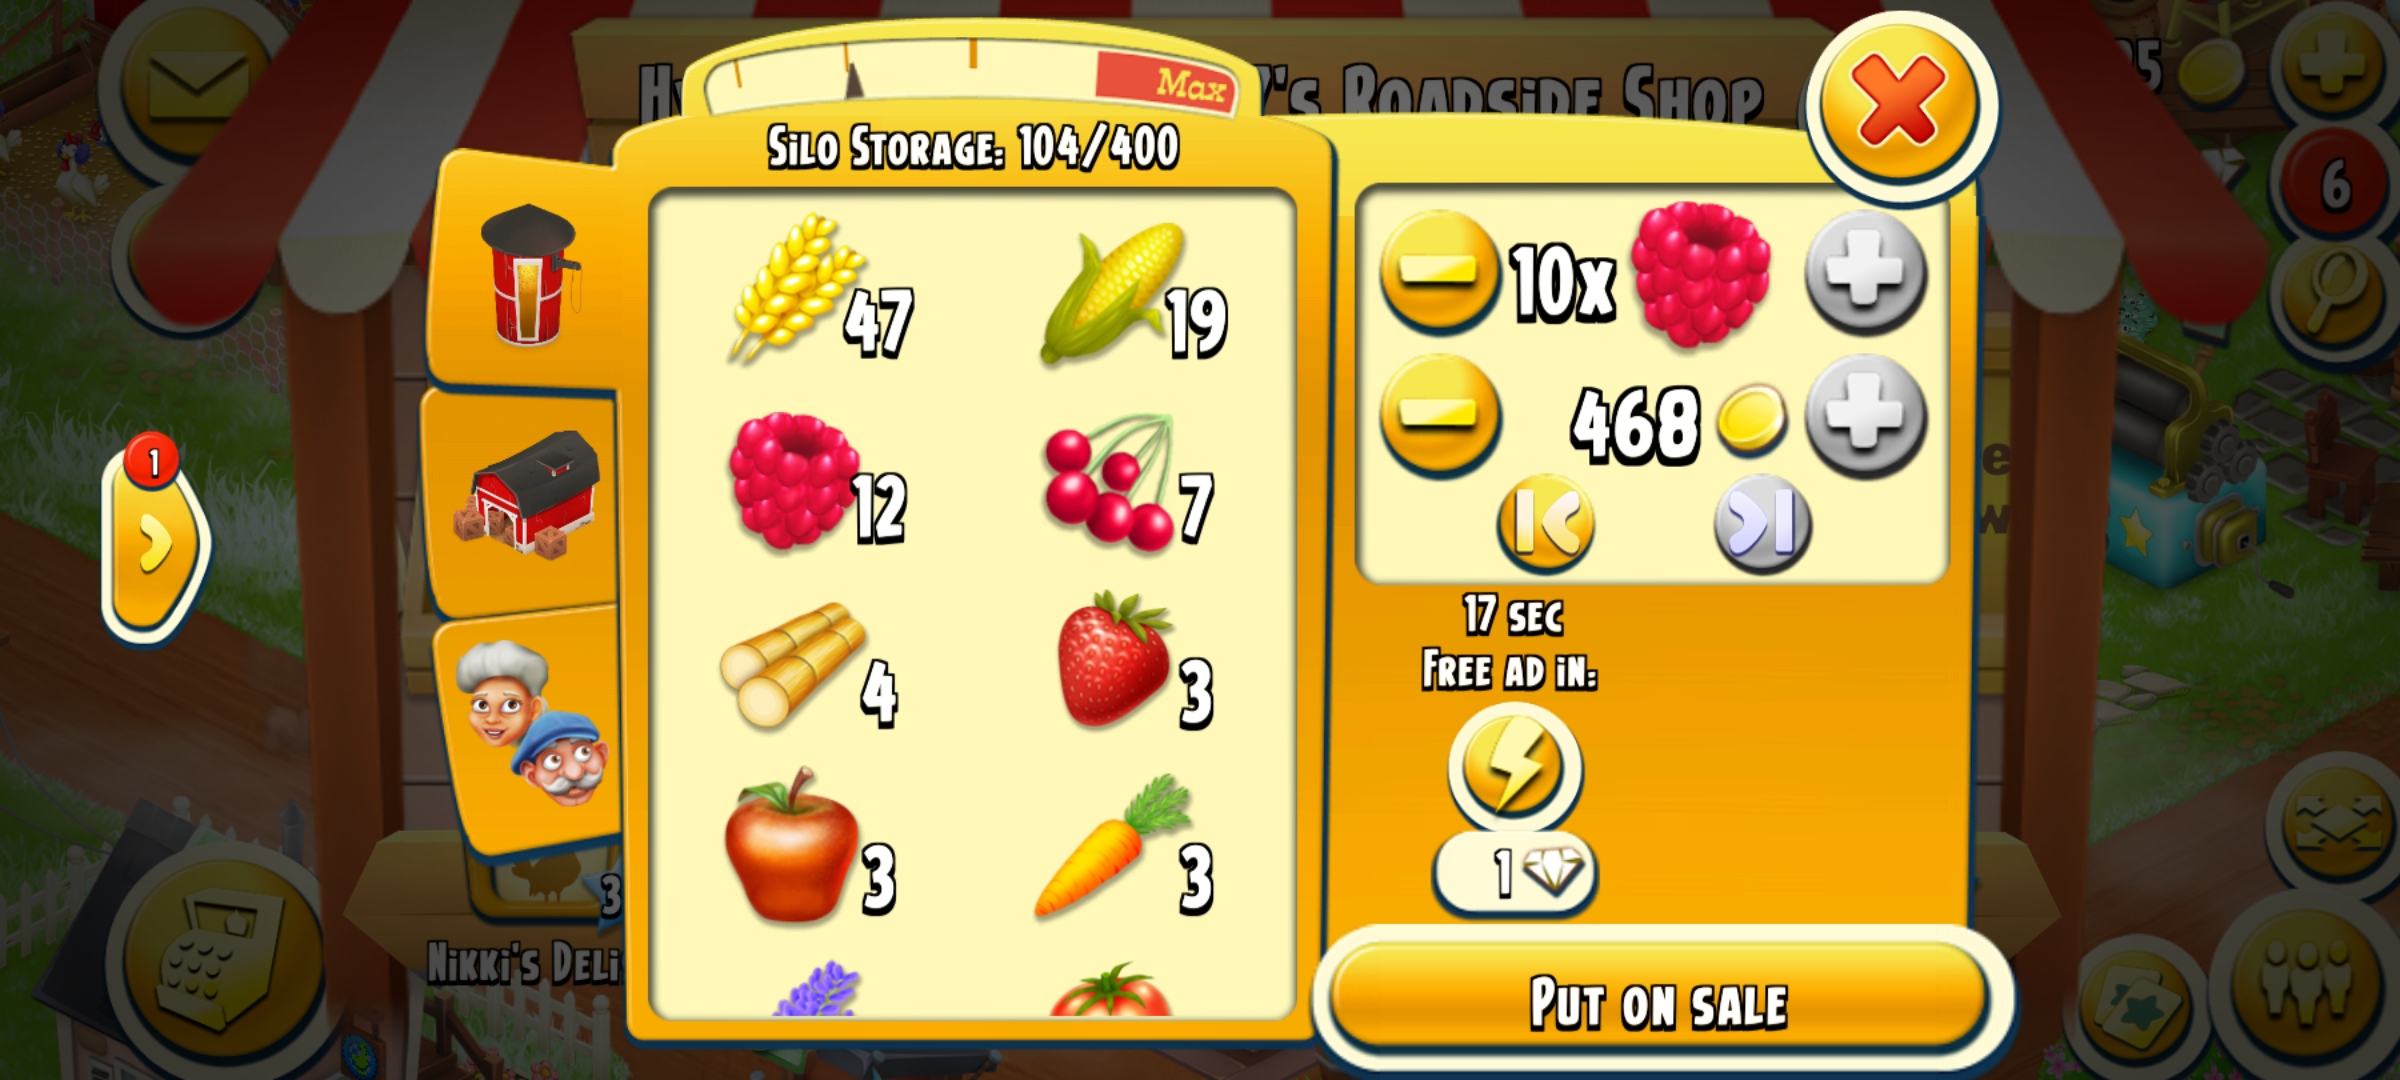 Max
'S ROADSIDE SHOP
SILO STORAGE: 104/400
47
19
10x
6
12
7
468
1
4
3
17 SEC
FREE AD IN:
3
3
1
3
NIKKI'S
PUT ON SALE